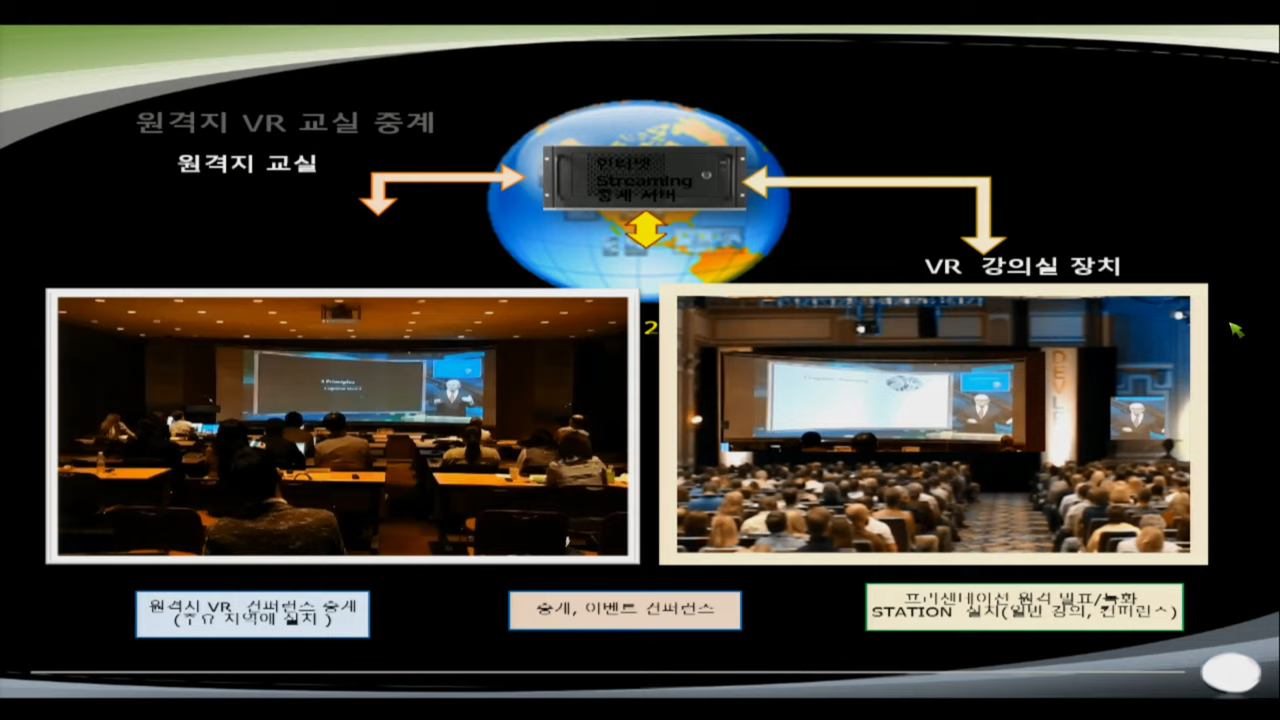 원격지 VR 교실 중계
원격지 교실
인터넷
Streaming
중계 서버
VR 강의실 장치
2
3 Principles
DEVL
원격지 VR 컨퍼런스 중계
(주요 지역에 설치 )
중계, 이벤트 컨퍼런스
프리젠테이션 원격 발표/녹화
STATION 설치(일반 강의, 컨퍼런스)